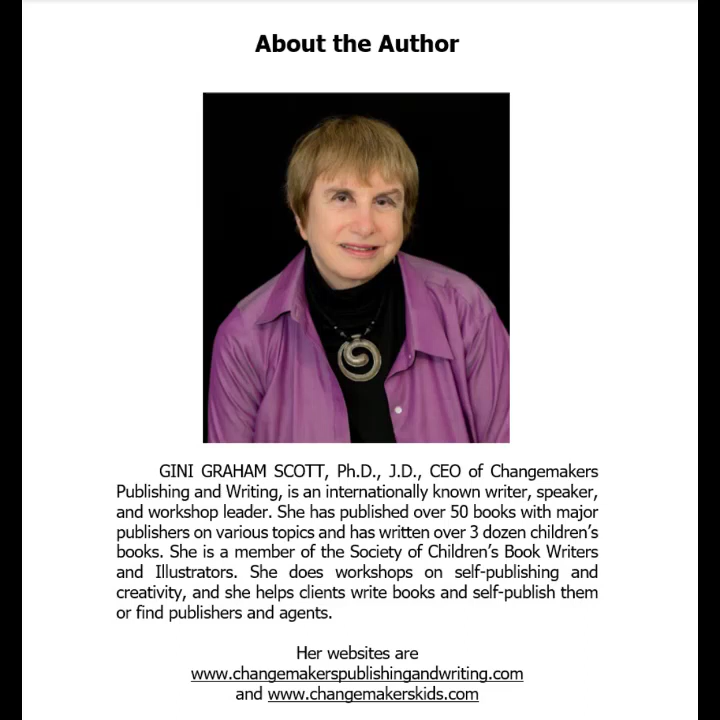 About the Author
GINI GRAHAM SCOTT, Ph.D., J.D., CEO of Changemakers
Publishing and Writing, is an internationally known writer, speaker,
and workshop leader. She has published over 50 books with major
publishers on various topics and has written over 3 dozen children’s
books. She is a member of the Society of Children’s Book Writers
and Illustrators. She does workshops on self-publishing and
creativity, and she helps clients write books and self-publish them
or find publishers and agents.
Her websites are
www.changemakerspublishingandwriting.com
and www.changemakerskids.com